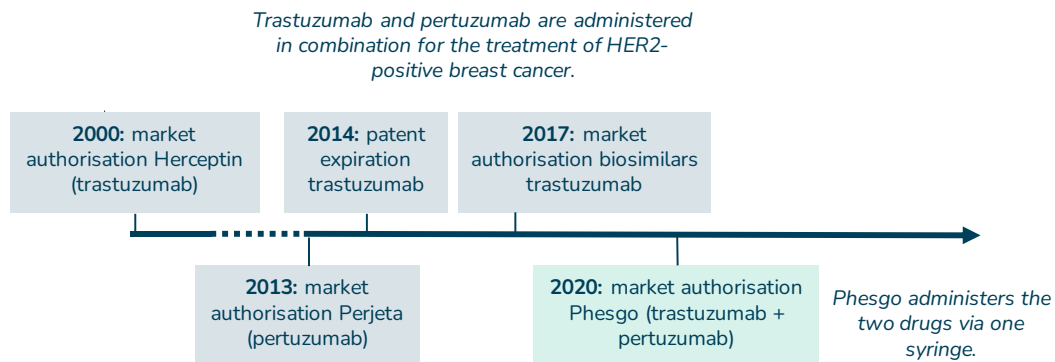 Trastuzumab and pertuzumab are administered
in combination for the treatment of HER2-
positive breast cancer.
2000: market
authorisation Herceptin
(trastuzumab)
2014: patent
expiration
trastuzumab
2017: market
authorisation biosimilars
trastuzumab
2013: market
authorisation Perjeta
(pertuzumab)
2020: market authorisation
Phesgo (trastuzumab +
pertuzumab)
Phesgo administers the
two drugs via one
syringe.